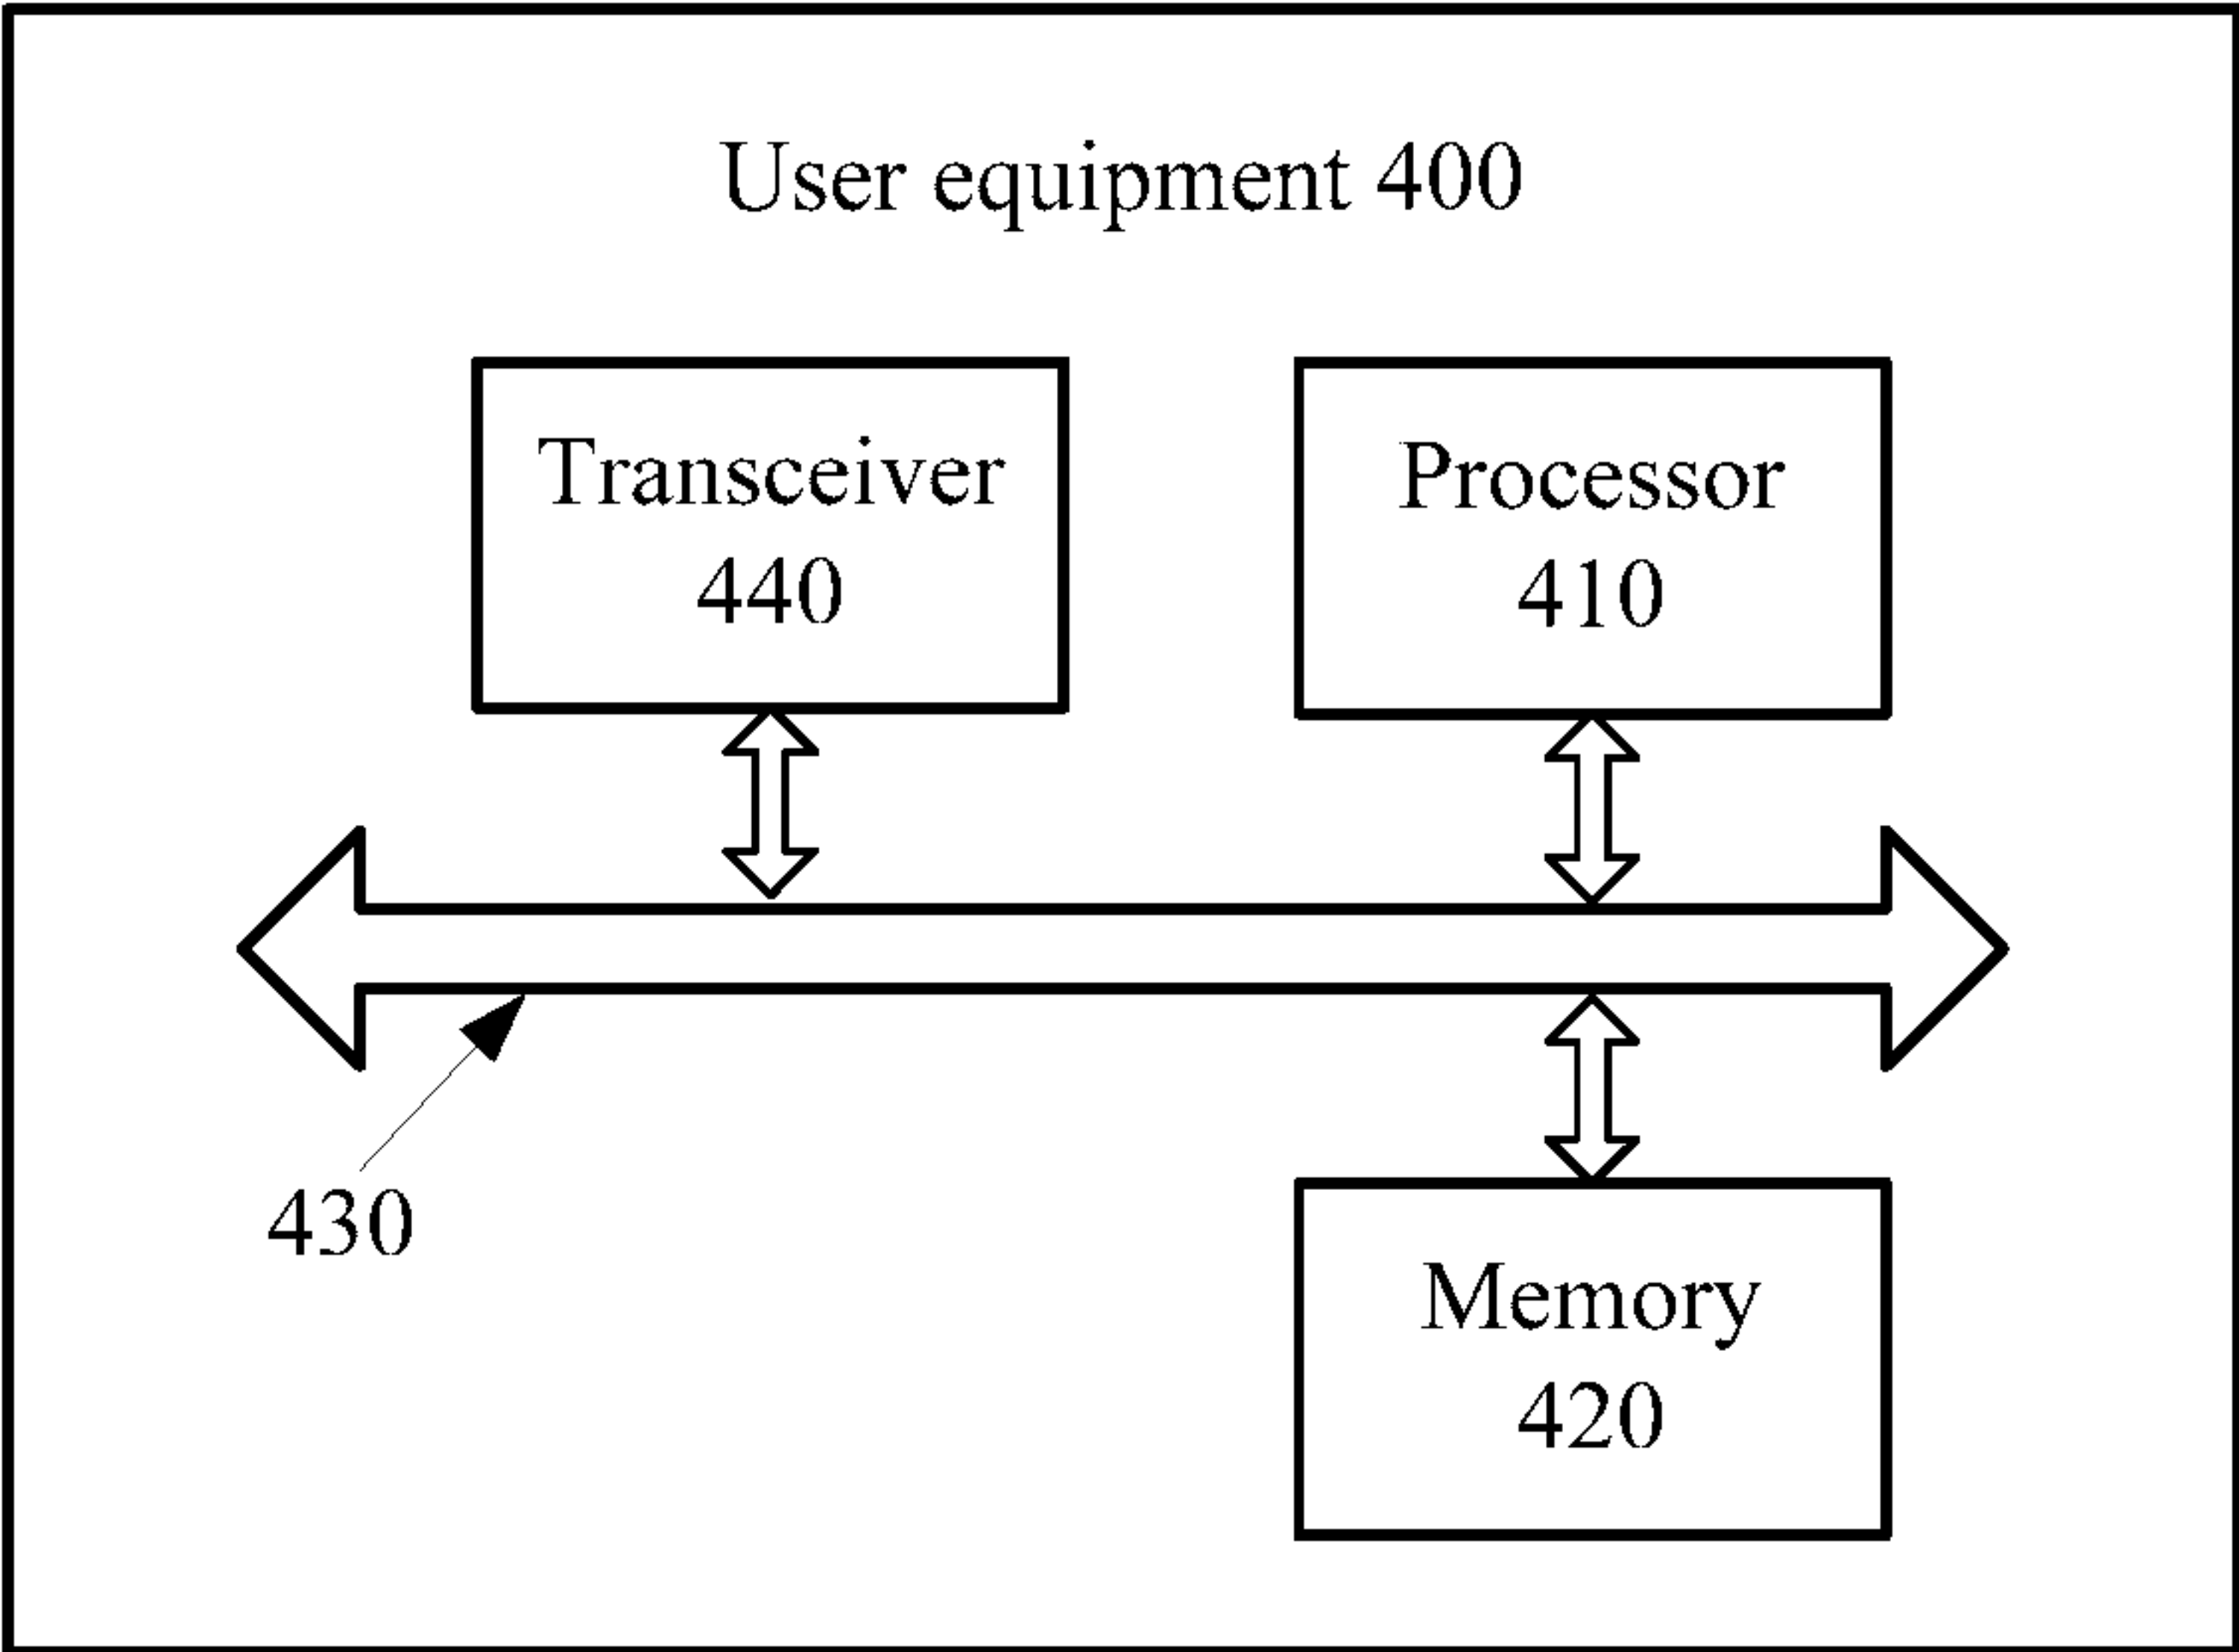 User equipment 400
Transceiver
440
Processor
410
430
Memory
420